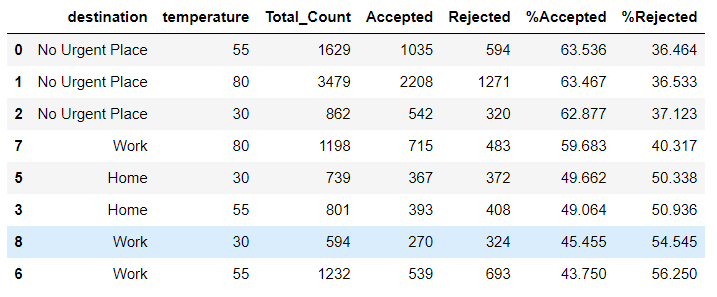 destination temperature Total_Count Accepted Rejected %Accepted %Rejected
0 No Urgent Place 55 1629 1035 594 63.536 36.464
1 No Urgent Place 80 3479 2208 1271 63.467 36.533
2 No Urgent Place 30 862 542 320 62.877 37.123
7 Work 80 1198 715 483 59.683 40.317
5 Home 30 739 367 372 49.662 50.338
3 Home 55 801 393 408 49.064 50.936
8 Work 30 594 270 324 45.455 54.545
6 Work 55 1232 539 693 43.750 56.250